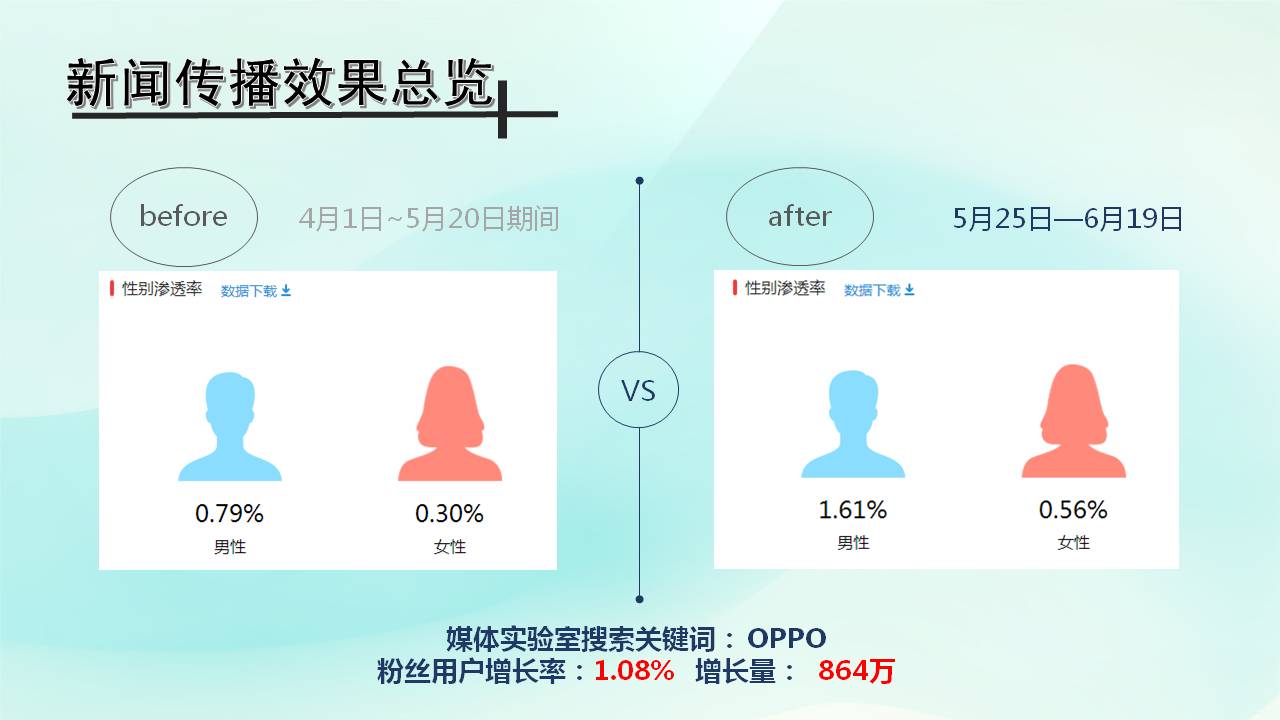 新闻传播效果总览
before
4月1日~5月20日期间
性别渗透率 数据下载
0.79%
男性
0.30%
女性
VS
after
5月25日—6月19日
性别渗透率 数据下载
1.61%
男性
0.56%
女性
媒体实验室搜索关键词：OPPO
粉丝用户增长率：1.08% 增长量： 864万